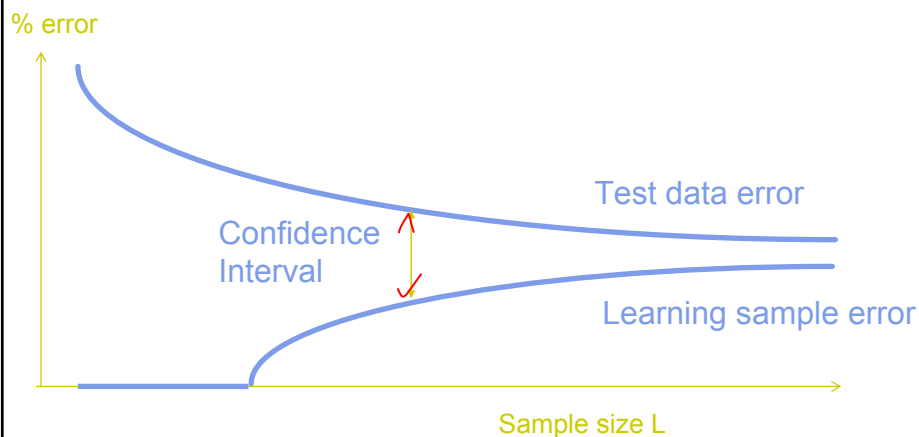 % error
Test data error
Confidence
Interval
Learning sample error
Sample size L